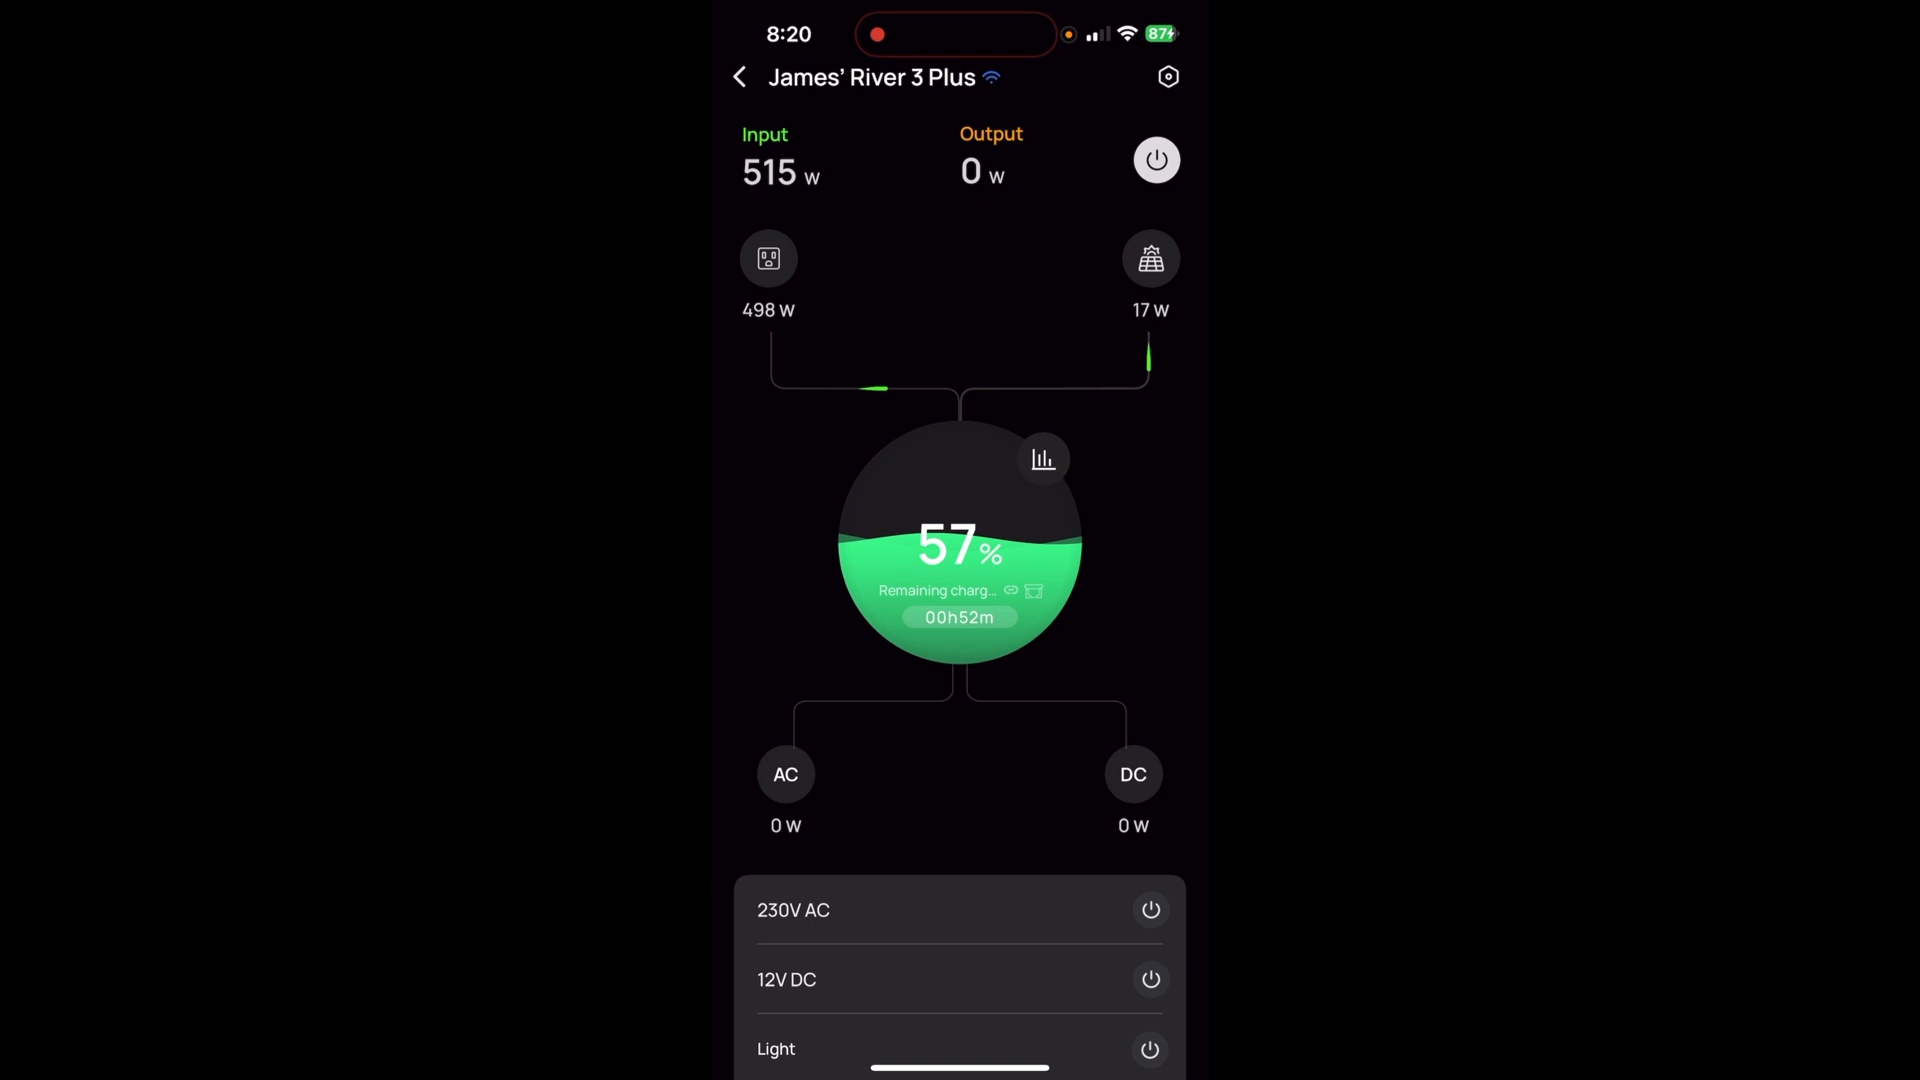 8:20
87
James’ River 3 Plus
Input
Output
515 W
0 W
498 W
17 W
57%
Remaining charg...
00h52m
AC
DC
0 W
0 W
230V AC
12V DC
Light